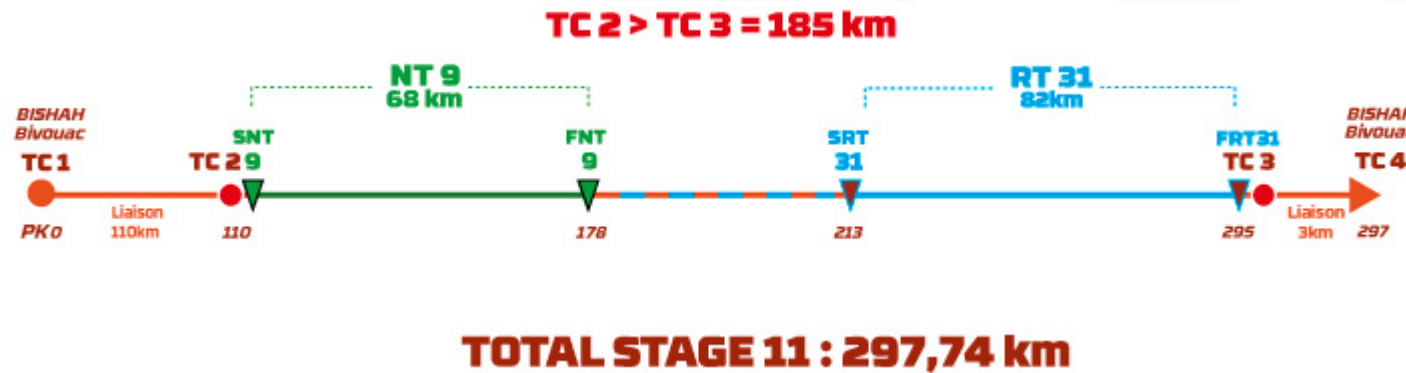 TC 2 > TC 3 = 185 km
NT 9
68 km
RT 31
82km
BISHAH
Bivouac
TC 1
SNT
TC 2 9
FNT
9
SRT
31
FRT31
TC 3
BISHAH
Bivouac
TC 4
Liaison
110km
Liaison
3km
PK0
110
178
213
295
297
TOTAL STAGE 11 : 297,74 km